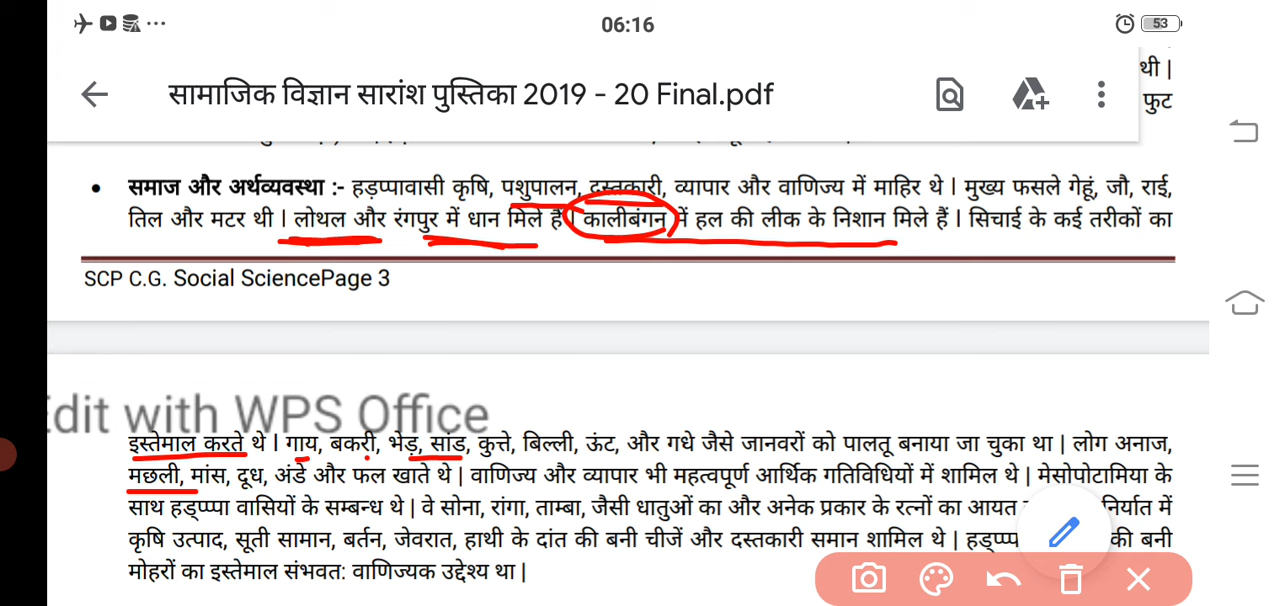 06:16
53
थी |
सामाजिक विज्ञान सारांश पुस्तिका 2019 - 20 Final.pdf
फुट
• समाज और अर्थव्यवस्था :- हड़प्पावासी कृषि, पशुपालन, दस्तकारी, व्यापार और वाणिज्य में माहिर थे | मुख्य फसले गेहूं, जौ, राई,
तिल और मटर थी | लोथल और रंगपुर में धान मिले है | कालीबंगन में हल की लीक के निशान मिले हैं | सिचाई के कई तरीकों का
SCP C.G. Social SciencePage 3
Edit with WPS Office
इस्तेमाल करते थे | गाय, बकरी, भेड़, सांड, कुत्ते, बिल्ली, ऊंट, और गधे जैसे जानवरों को पालतू बनाया जा चुका था | लोग अनाज,
मछली, मांस, दूध, अंडे और फल खाते थे | वाणिज्य और व्यापार भी महत्वपूर्ण आर्थिक गतिविधियों में शामिल थे | मेसोपोटामिया के
साथ हड्प्प्पा वासियों के सम्बन्ध थे | वे सोना, रांगा, ताम्बा, जैसी धातुओं का और अनेक प्रकार के रत्नों का आयत निर्यात में
कृषि उत्पाद, सूती सामान, बर्तन, जेवरात, हाथी के दांत की बनी चीजें और दस्तकारी समान शामिल थे | की बनी
मोहरों का इस्तेमाल संभवत: वाणिज्यक उद्देश्य था |